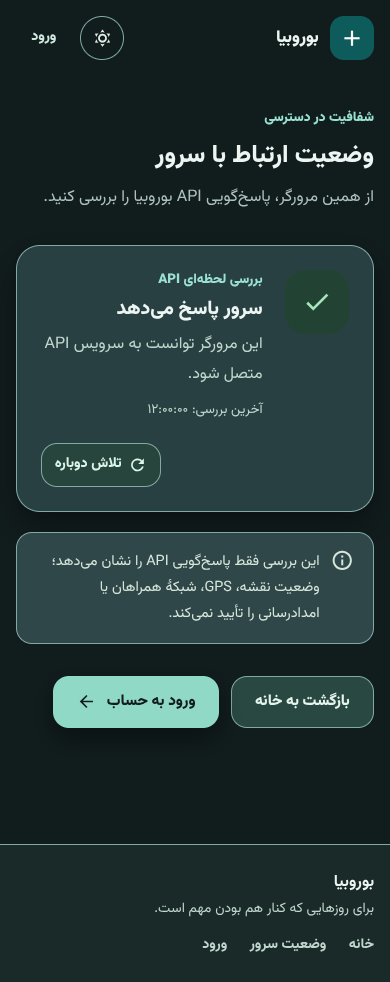 بوروبیا
ورود
شفافیت در دسترسی
وضعیت ارتباط با سرور
از همین مرورگر، پاسخ‌گویی API بوروبیا را بررسی کنید.
بررسی لحظه‌ای API
سرور پاسخ می‌دهد
این مرورگر توانست به سرویس API
متصل شود.
آخرین بررسی: ۱۲:۰۰:۰۰
تلاش دوباره
این بررسی فقط پاسخ‌گویی API را نشان می‌دهد؛
وضعیت نقشه، GPS، شبکهٔ همراهان یا
امدادرسانی را تأیید نمی‌کند.
بازگشت به خانه
ورود به حساب
بوروبیا
برای روزهایی که کنار هم بودن مهم است.
خانه
وضعیت سرور
ورود